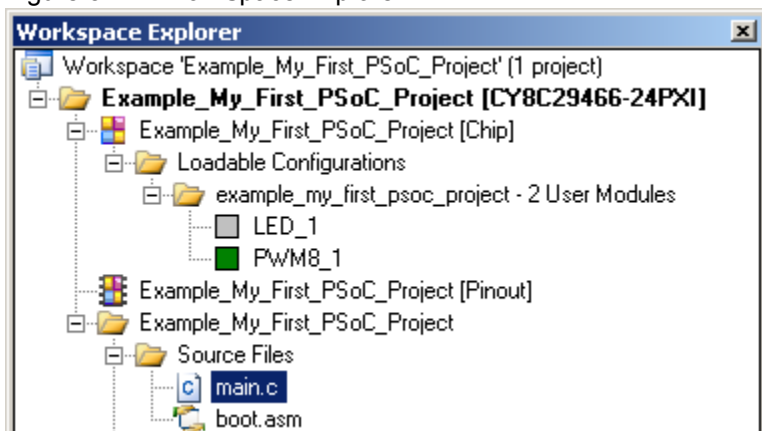 Workspace Explorer
Workspace 'Example_My_First_PSoC_Project' (1 project)
Example_My_First_PSoC_Project [CY8C29466-24PXI]
Example_My_First_PSoC_Project [Chip]
Loadable Configurations
example_my_first_psoc_project - 2 User Modules
LED_1
PWM8_1
Example_My_First_PSoC_Project [Pinout]
Example_My_First_PSoC_Project
Source Files
main.c
boot.asm